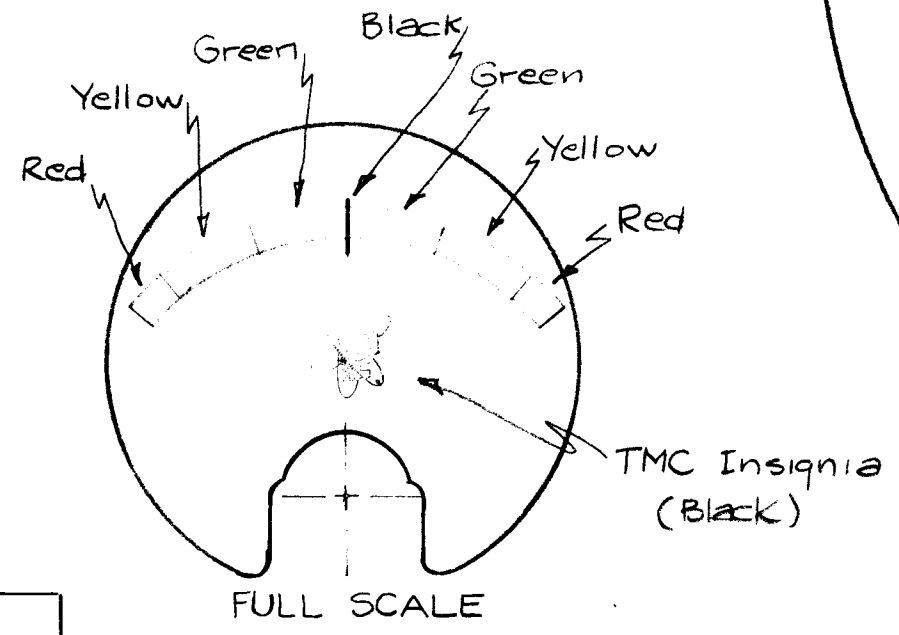 Black
Green
Green
Yellow
Yellow
Red
Red
TMC Insignia
(Black)
FULL SCALE